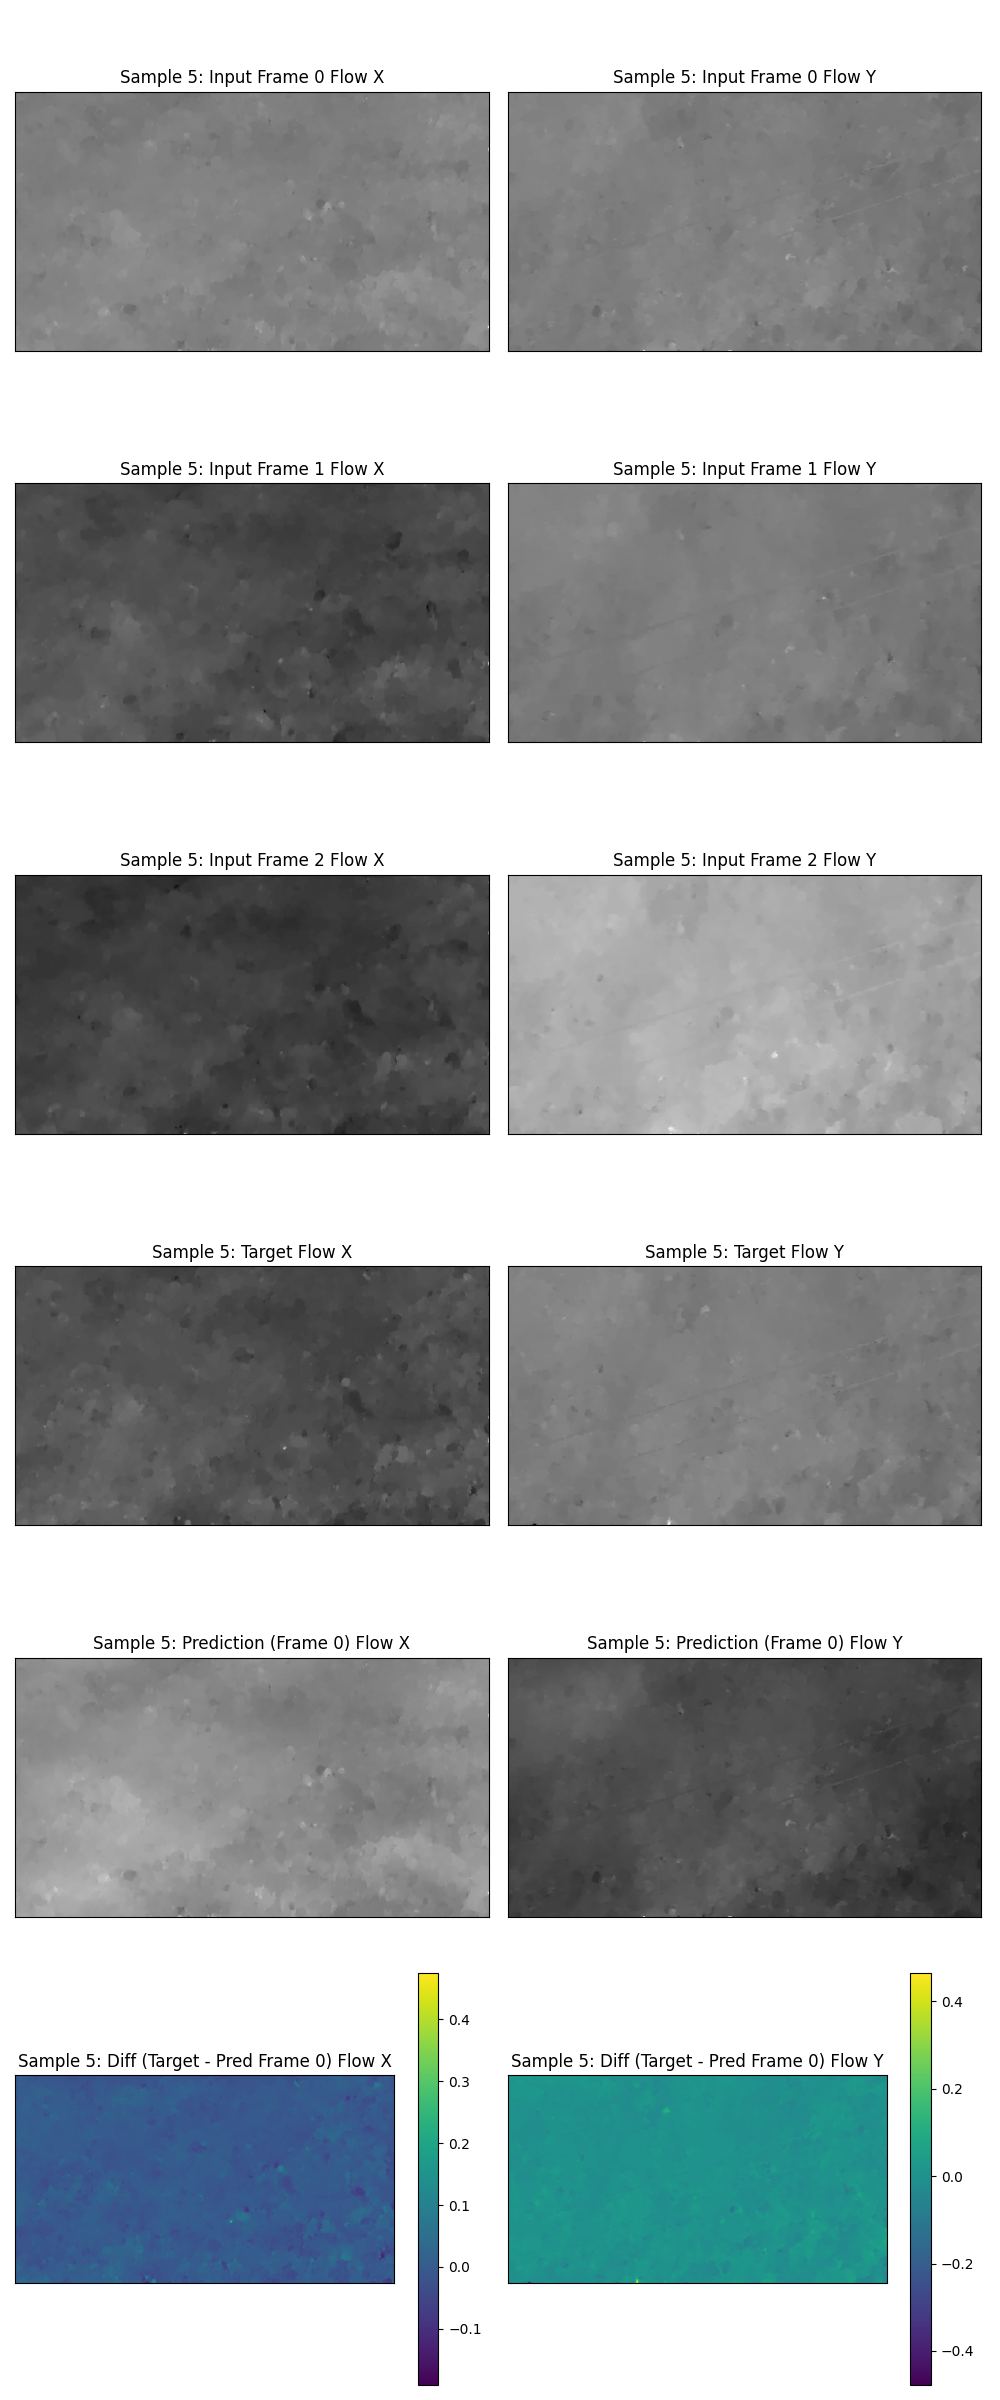 Sample 5: Input Frame 0 Flow X
Sample 5: Input Frame 0 Flow Y
Sample 5: Input Frame 1 Flow X
Sample 5: Input Frame 1 Flow Y
Sample 5: Input Frame 2 Flow X
Sample 5: Input Frame 2 Flow Y
Sample 5: Target Flow X
Sample 5: Target Flow Y
Sample 5: Prediction (Frame 0) Flow X
Sample 5: Prediction (Frame 0) Flow Y
Sample 5: Diff (Target - Pred Frame 0) Flow X
0.4
0.3
0.2
0.1
0.0
−0.1
Sample 5: Diff (Target - Pred Frame 0) Flow Y
0.4
0.2
0.0
−0.2
−0.4